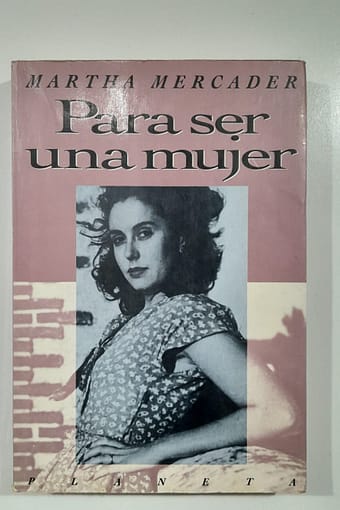 MARTHA MERCADER
Para ser
una mujer
PLANETA